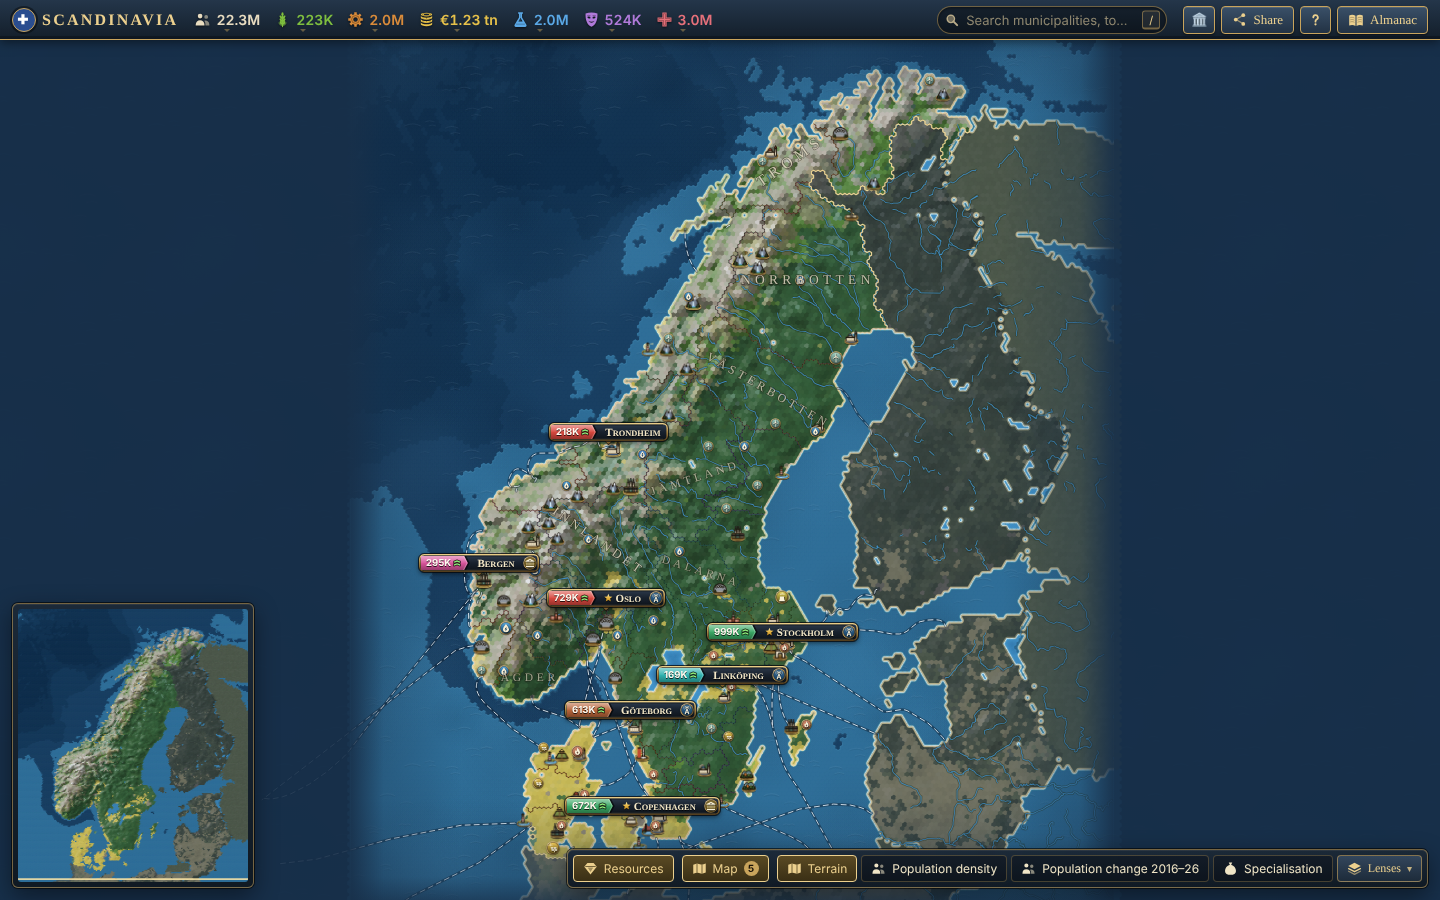 SCANDINAVIA
22.3M
223K
2.0M
€1.23 tn
2.0M
524K
3.0M
Search municipalities, to...
/
Share
?
Almanac
TROMS
NORRBOTTEN
VÄSTERBOTTEN
218K
TRONDHEIM
JÄMTLAND
INNLANDET
295K
BERGEN
DALARNA
729K
OSLO
999K
STOCKHOLM
169K
LINKÖPING
AGDER
613K
GÖTEBORG
672K
COPENHAGEN
Resources
Map 5
Terrain
Population density
Population change 2016–26
Specialisation
Lenses